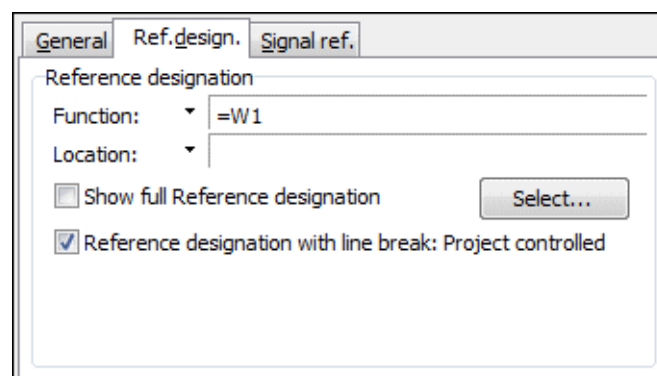 General Ref.design. Signal ref.
Reference designation
Function: =W1
Location:
Show full Reference designation Select...
Reference designation with line break: Project controlled